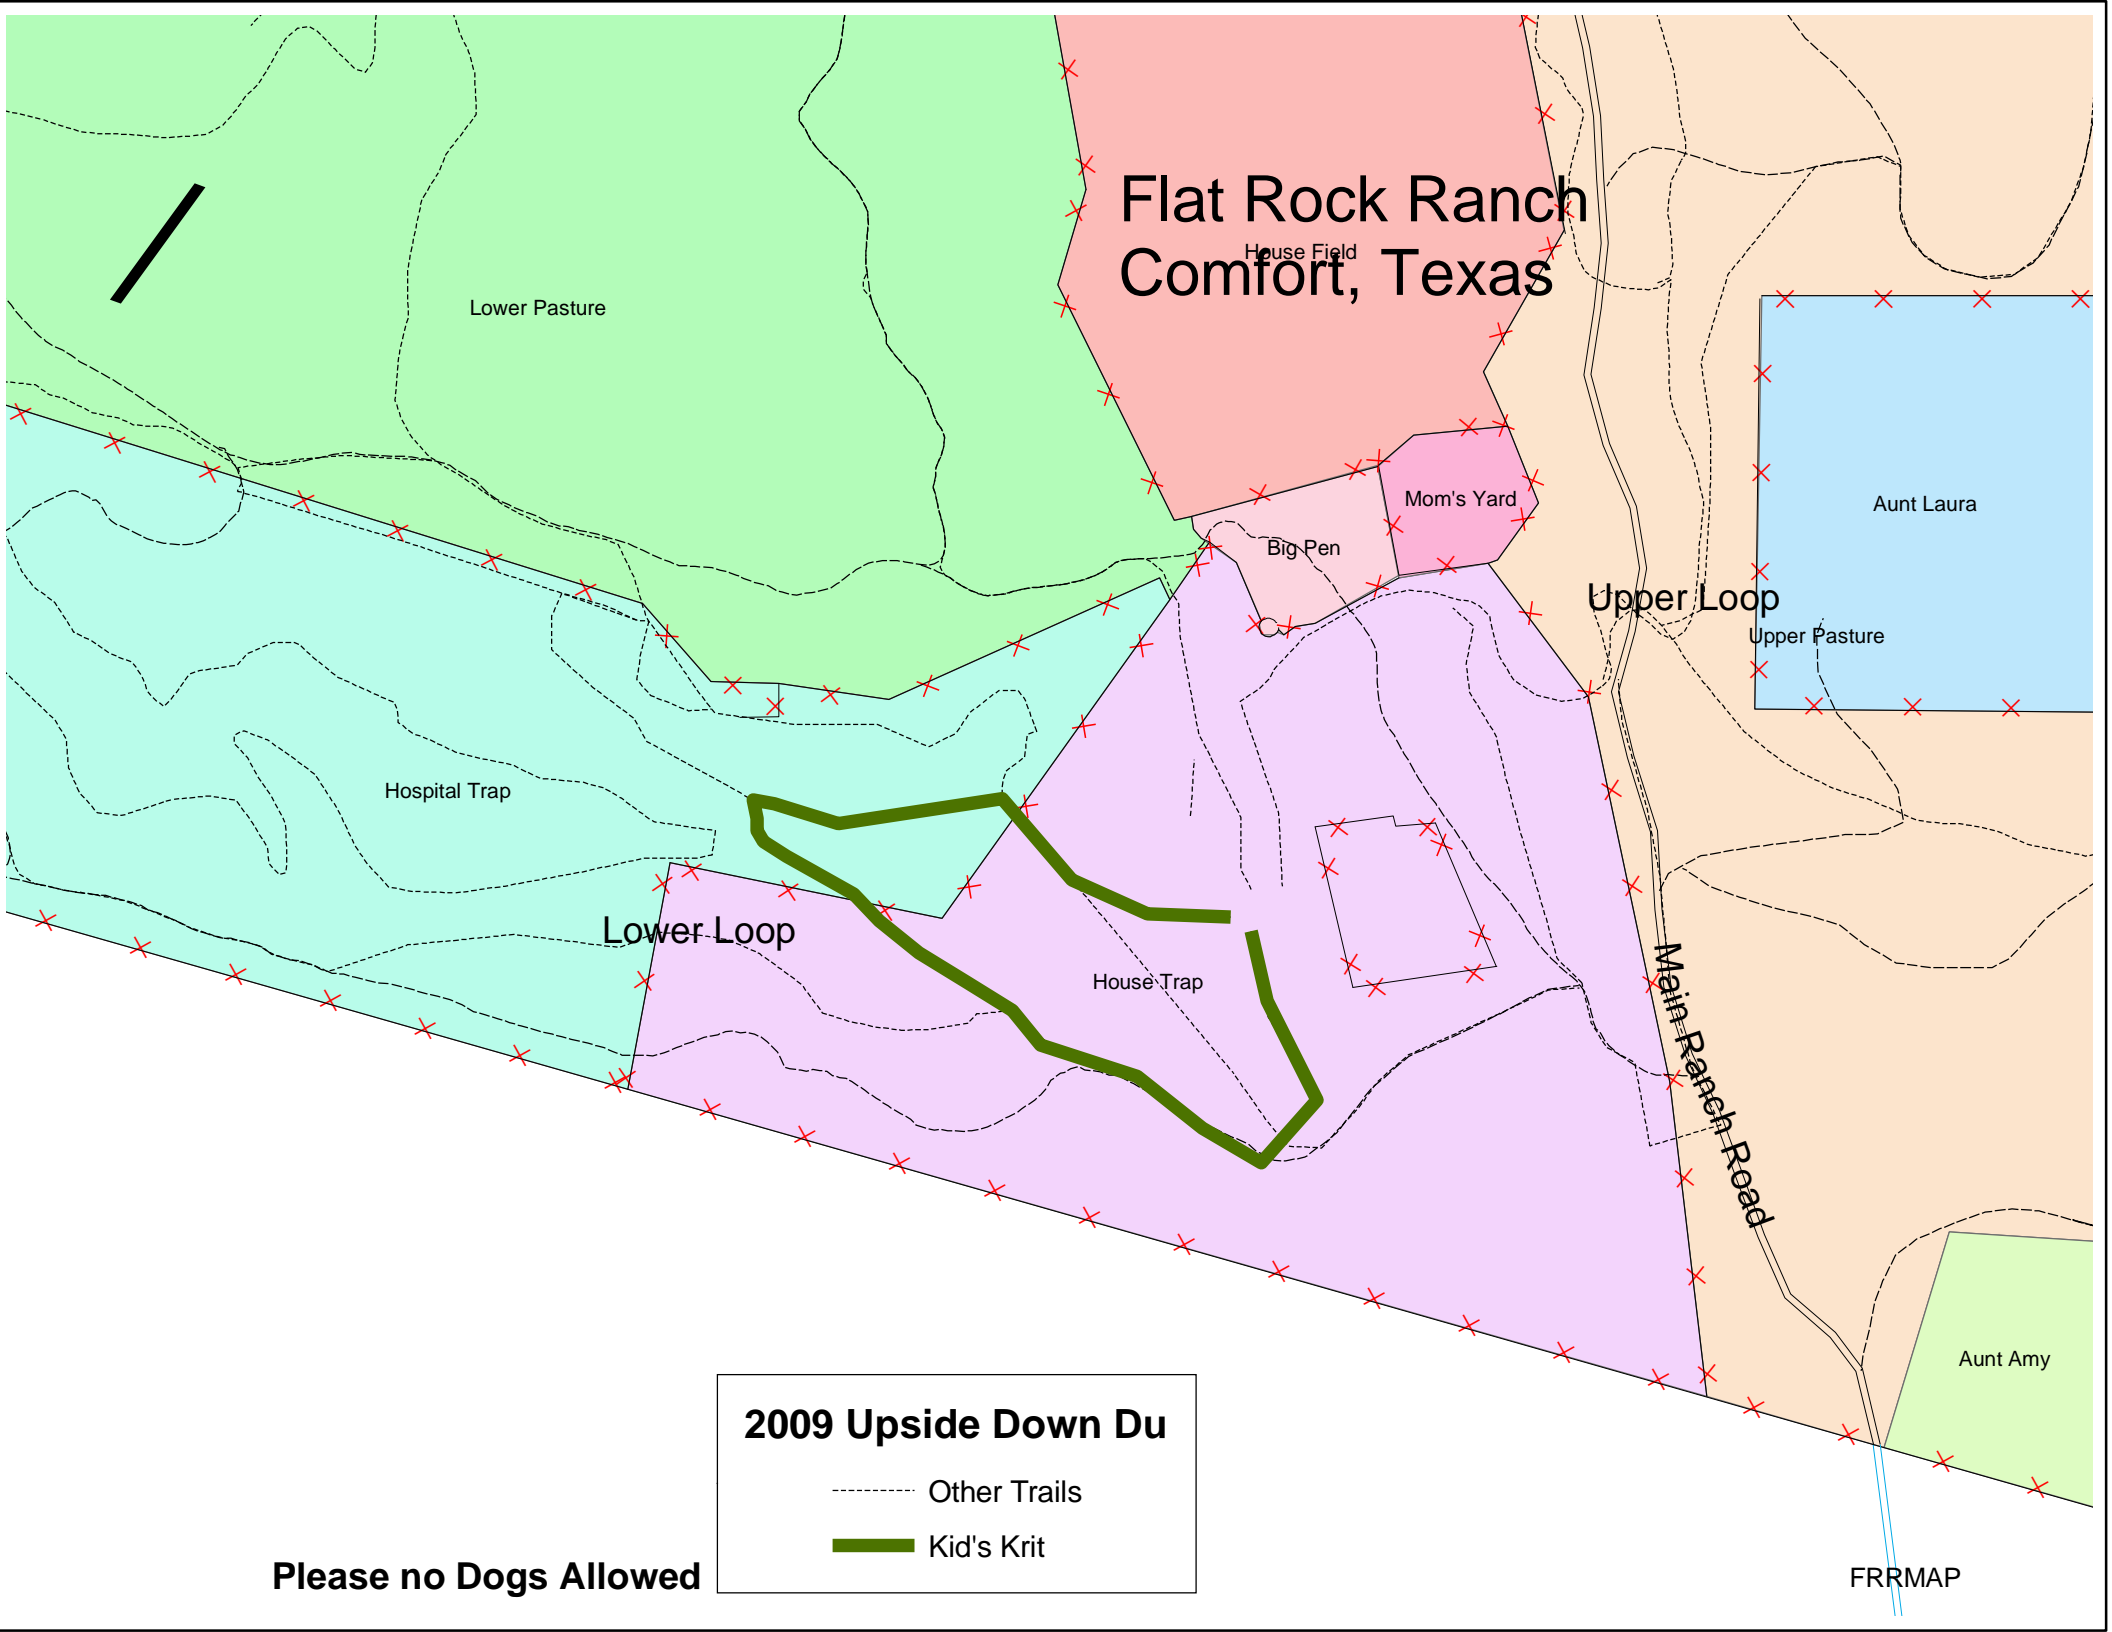 Flat Rock Ranch
House Field
Comfort, Texas
Lower Pasture
Mom's Yard
Aunt Laura
Big Pen
Upper Loop
Upper Pasture
Hospital Trap
Lower Loop
House Trap
Main Ranch Road
Aunt Amy
2009 Upside Down Du
Other Trails
Kid's Krit
Please no Dogs Allowed
FRRMAP